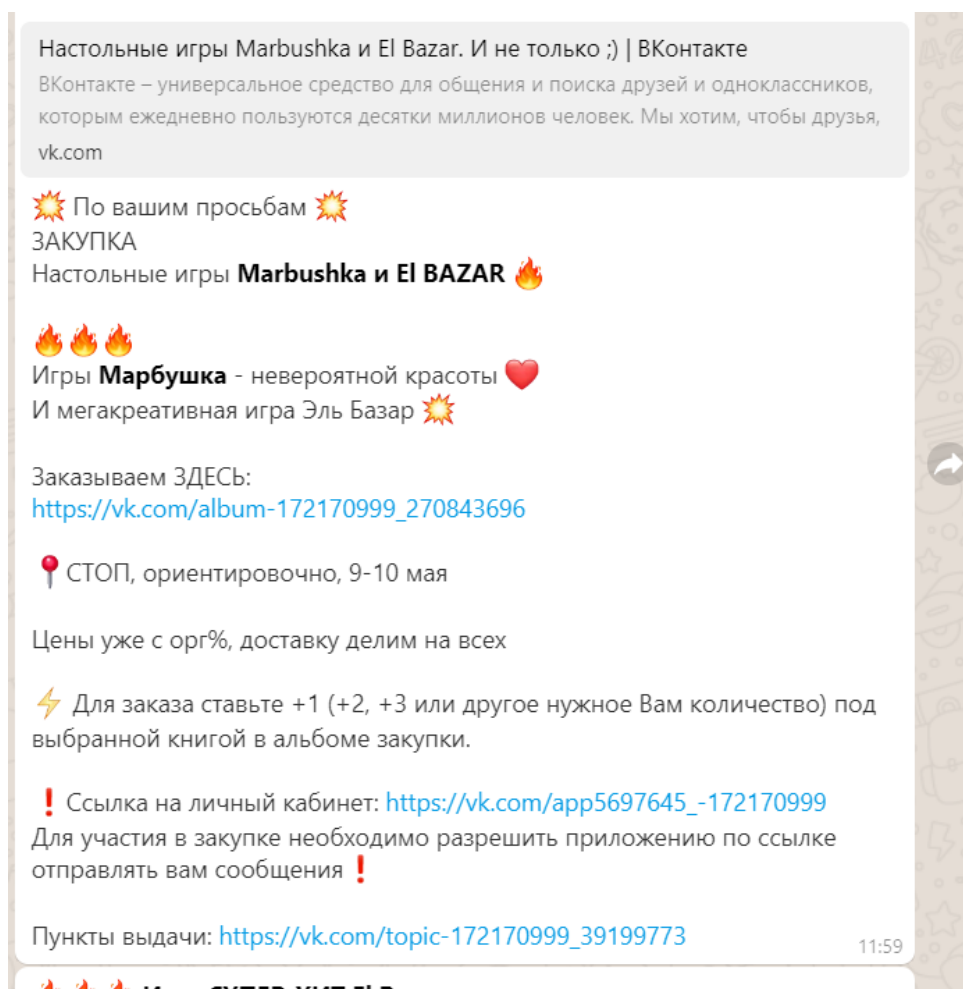 Настольные игры Marbushka и El Bazar. И не только ;) | ВКонтакте
ВКонтакте – универсальное средство для общения и поиска друзей и одноклассников,
которым ежедневно пользуются десятки миллионов человек. Мы хотим, чтобы друзья,
vk.com
💥 По вашим просьбам 💥
ЗАКУПКА
Настольные игры Marbushka и El BAZAR 🔥
🔥🔥🔥
Игры Марбушка - невероятной красоты ❤️
И мегакреативная игра Эль Базар 💥
Заказываем ЗДЕСЬ:
https://vk.com/album-172170999_270843696
📍СТОП, ориентировочно, 9-10 мая
Цены уже с орг%, доставку делим на всех
⚡ Для заказа ставьте +1 (+2, +3 или другое нужное Вам количество) под
выбранной книгой в альбоме закупки.
❗ Ссылка на личный кабинет: https://vk.com/app5697645_-172170999
Для участия в закупке необходимо разрешить приложению по ссылке
отправлять вам сообщения ❗
Пункты выдачи: https://vk.com/topic-172170999_39199773
11:59